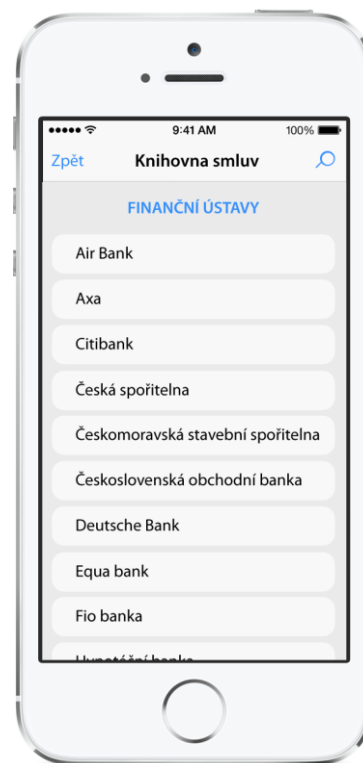 9:41 AM 100%
Zpět Knihovna smluv
FINANČNÍ ÚSTAVY
Air Bank
Axa
Citibank
Česká spořitelna
Českomoravská stavební spořitelna
Československá obchodní banka
Deutsche Bank
Equa bank
Fio banka